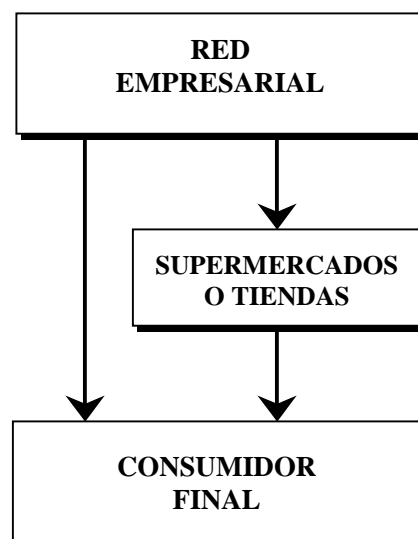 RED
EMPRESARIAL
SUPERMERCADOS
O TIENDAS
CONSUMIDOR
FINAL